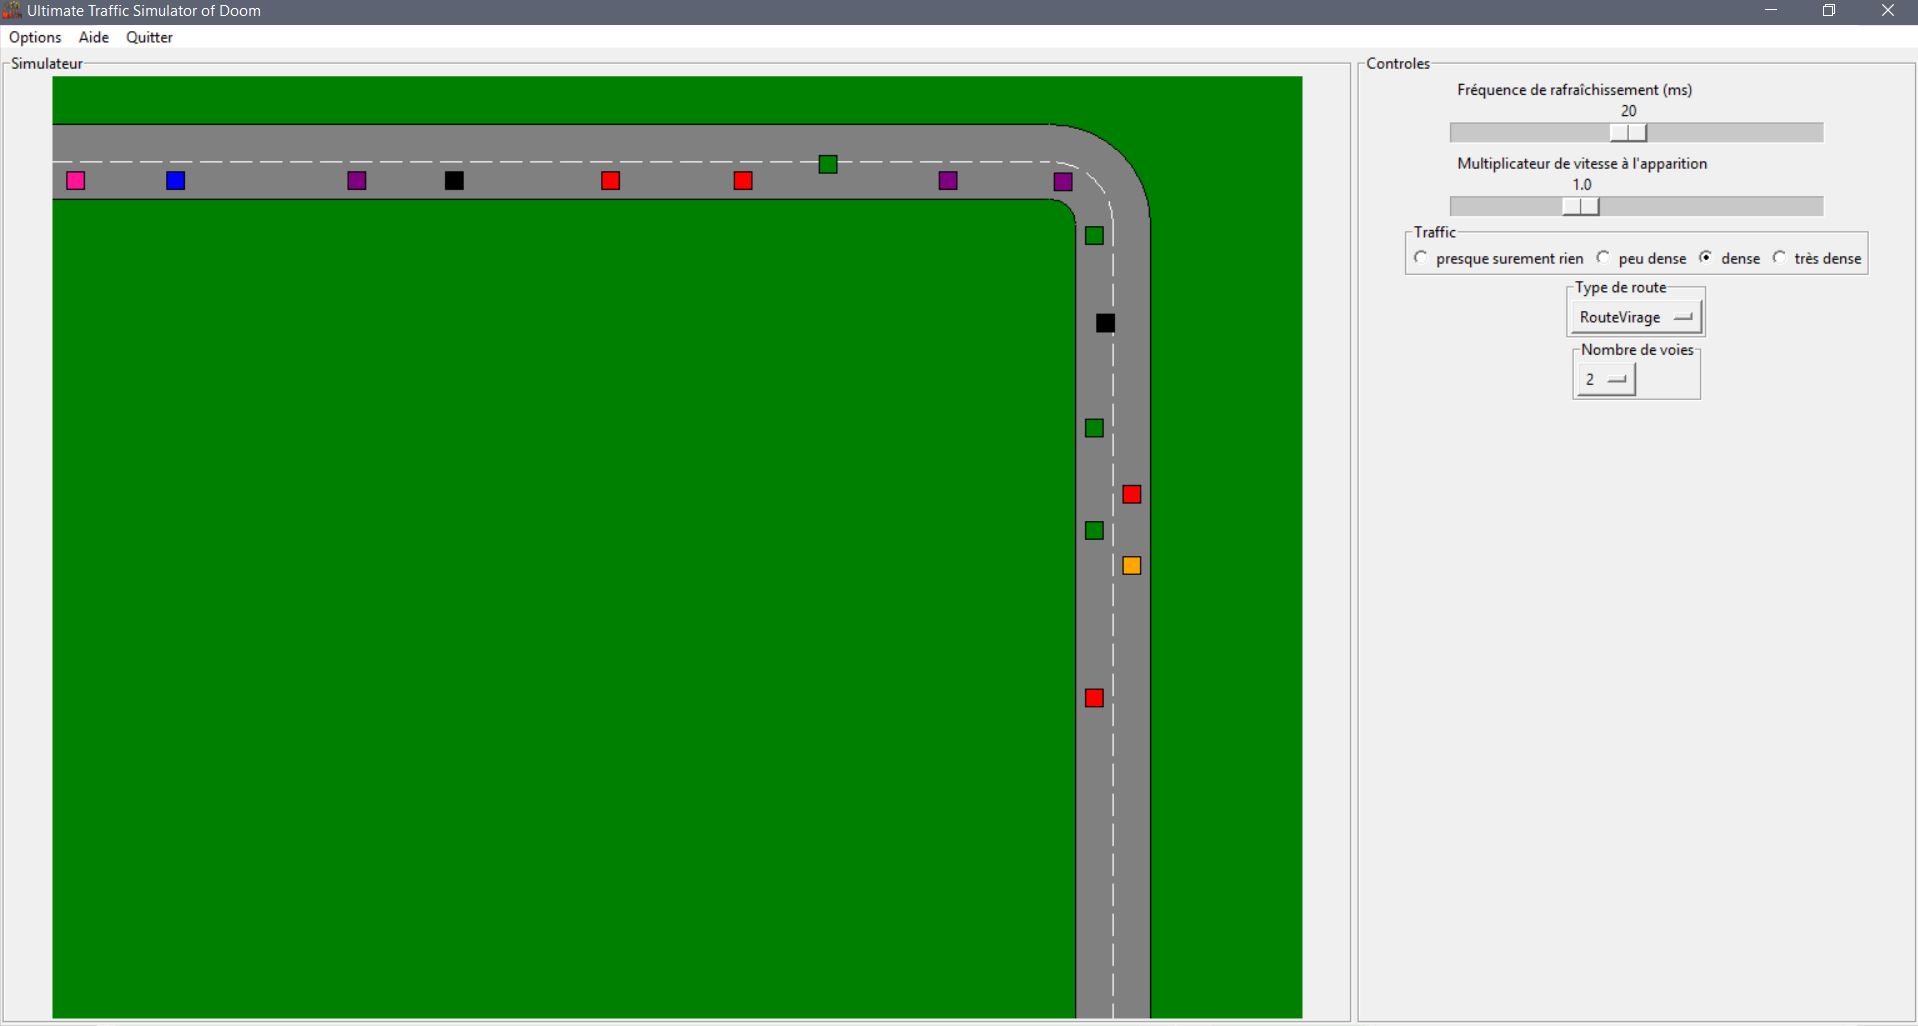 Ultimate Traffic Simulator of Doom
Options Aide Quitter
Simulateur
Controles
Fréquence de rafraîchissement (ms)
20
Multiplicateur de vitesse à l'apparition
1.0
Traffic
presque surement rien peu dense dense très dense
Type de route
RouteVirage
Nombre de voies
2